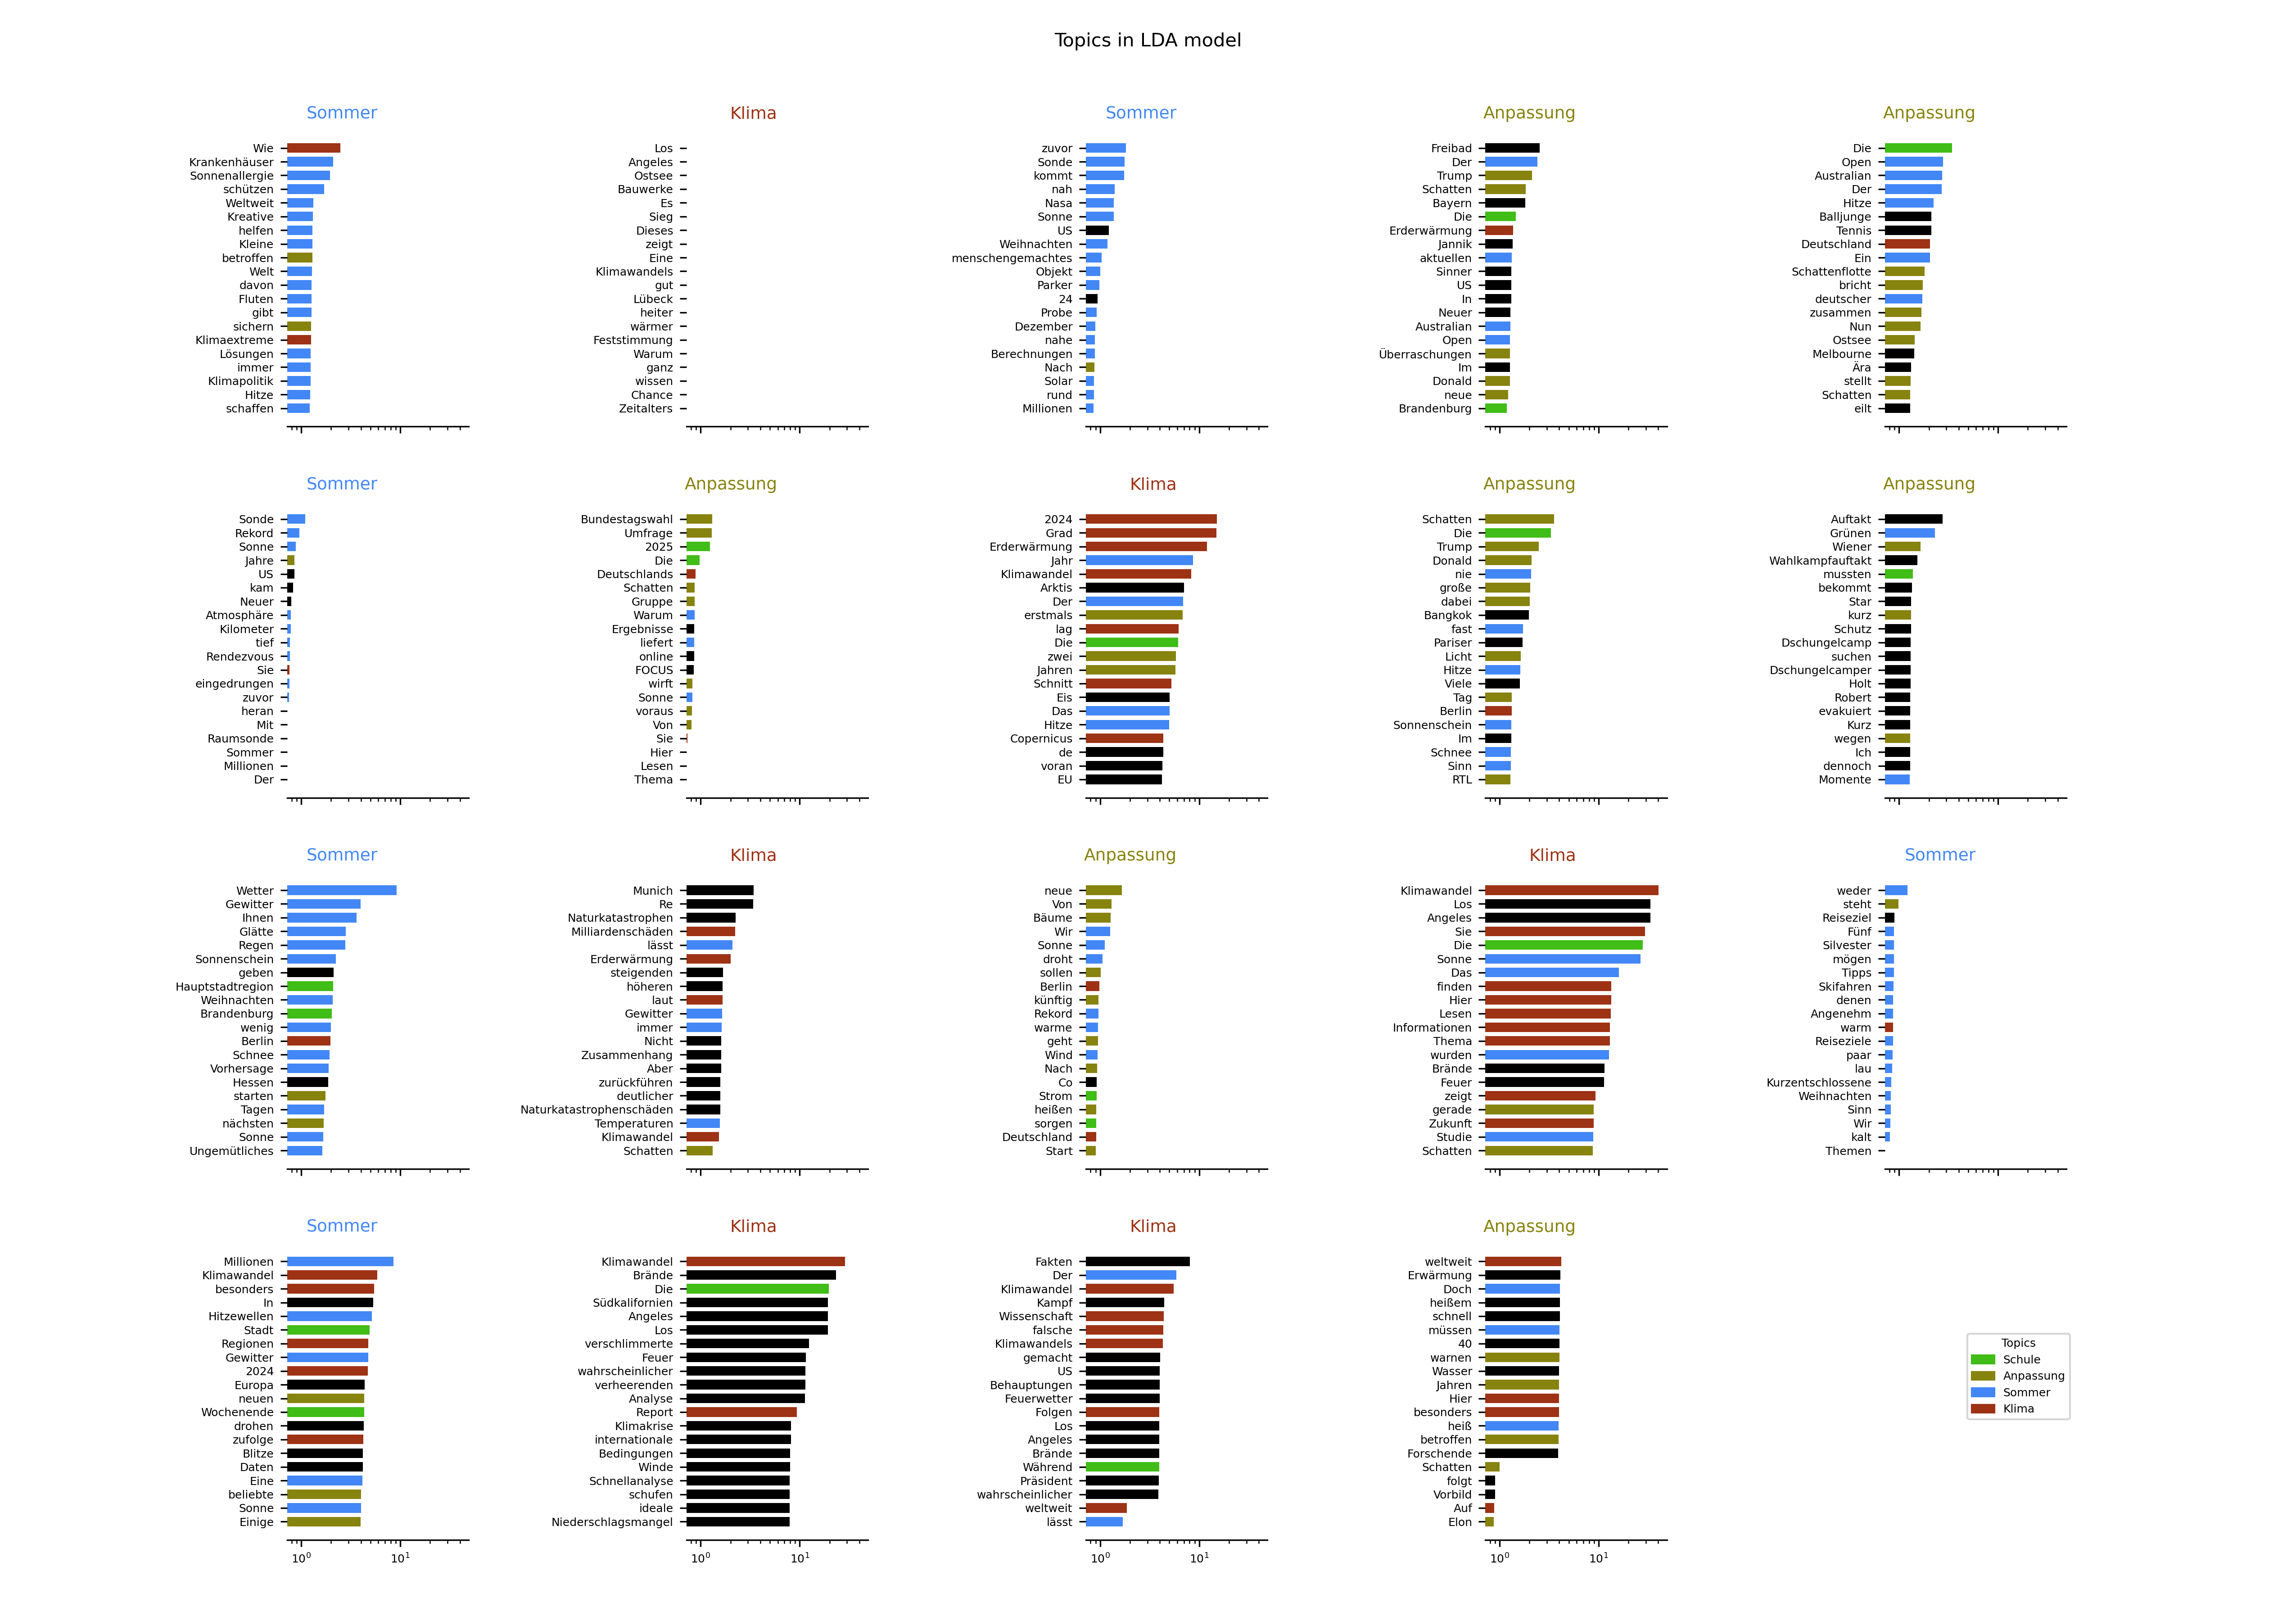 Topics in LDA model
Sommer
Wie
Krankenhäuser
Sonnenallergie
schützen
Weltweit
Kreative
helfen
Kleine
betroffen
Welt
davon
Fluten
gibt
sichern
Klimaextreme
Lösungen
immer
Klimapolitik
Hitze
schaffen
Klima
Los
Angeles
Ostsee
Bauwerke
Es
Sieg
Dieses
zeigt
Eine
Klimawandels
gut
Lübeck
heiter
wärmer
Feststimmung
Warum
ganz
wissen
Chance
Zeitalters
Sommer
zuvor
Sonde
kommt
nah
Nasa
Sonne
US
Weihnachten
menschengemachtes
Objekt
Parker
24
Probe
Dezember
nahe
Berechnungen
Nach
Solar
rund
Millionen
Anpassung
Freibad
Der
Trump
Schatten
Bayern
Die
Erderwärmung
Jannik
aktuellen
Sinner
US
In
Neuer
Australian
Open
Überraschungen
Im
Donald
neue
Brandenburg
Anpassung
Die
Open
Australian
Der
Hitze
Balljunge
Tennis
Deutschland
Ein
Schattenflotte
bricht
deutscher
zusammen
Nun
Ostsee
Melbourne
Ära
stellt
Schatten
eilt
Sommer
Sonde
Rekord
Sonne
Jahre
US
kam
Neuer
Atmosphäre
Kilometer
tief
Rendezvous
Sie
eingedrungen
zuvor
heran
Mit
Raumsonde
Sommer
Millionen
Der
Anpassung
Bundestagswahl
Umfrage
2025
Die
Deutschlands
Schatten
Gruppe
Warum
Ergebnisse
liefert
online
FOCUS
wirft
Sonne
voraus
Von
Sie
Hier
Lesen
Thema
Klima
2024
Grad
Erderwärmung
Jahr
Klimawandel
Arktis
Der
erstmals
lag
Die
zwei
Jahren
Schnitt
Eis
Das
Hitze
Copernicus
de
voran
EU
Anpassung
Schatten
Die
Trump
Donald
nie
große
dabei
Bangkok
fast
Pariser
Licht
Hitze
Viele
Tag
Berlin
Sonnenschein
Im
Schnee
Sinn
RTL
Anpassung
Auftakt
Grünen
Wiener
Wahlkampfauftakt
mussten
bekommt
Star
kurz
Schutz
Dschungelcamp
suchen
Dschungelcamper
Holt
Robert
evakuiert
Kurz
wegen
Ich
dennoch
Momente
Sommer
Wetter
Gewitter
Ihnen
Glätte
Regen
Sonnenschein
geben
Hauptstadtregion
Weihnachten
Brandenburg
wenig
Berlin
Schnee
Vorhersage
Hessen
starten
Tagen
nächsten
Sonne
Ungemütliches
Klima
Munich
Re
Naturkatastrophen
Milliardenschäden
lässt
Erderwärmung
steigenden
höheren
laut
Gewitter
immer
Nicht
Zusammenhang
Aber
zurückführen
deutlicher
Naturkatastrophenschäden
Temperaturen
Klimawandel
Schatten
Anpassung
neue
Von
Bäume
Wir
Sonne
droht
sollen
Berlin
künftig
Rekord
warme
geht
Wind
Nach
Co
Strom
heißen
sorgen
Deutschland
Start
Klima
Klimawandel
Los
Angeles
Sie
Die
Sonne
Das
finden
Hier
Lesen
Informationen
Thema
wurden
Brände
Feuer
zeigt
gerade
Zukunft
Studie
Schatten
Sommer
weder
steht
Reiseziel
Fünf
Silvester
mögen
Tipps
Skifahren
denen
Angenehm
warm
Reiseziele
paar
lau
Kurzentschlossene
Weihnachten
Sinn
Wir
kalt
Themen
Sommer
Millionen
Klimawandel
besonders
In
Hitzewellen
Stadt
Regionen
Gewitter
2024
Europa
neuen
Wochenende
drohen
zufolge
Blitze
Daten
Eine
beliebte
Sonne
Einige
10⁰ 10¹
Klima
Klimawandel
Brände
Die
Südkalifornien
Angeles
Los
verschlimmerte
Feuer
wahrscheinlicher
verheerenden
Analyse
Report
Klimakrise
internationale
Bedingungen
Winde
Schnellanalyse
schufen
ideale
Niederschlagsmangel
10⁰ 10¹
Klima
Fakten
Der
Klimawandel
Kampf
Wissenschaft
falsche
Klimawandels
gemacht
US
Behauptungen
Feuerwetter
Folgen
Los
Angeles
Brände
Während
Präsident
wahrscheinlicher
weltweit
lässt
10⁰ 10¹
Anpassung
weltweit
Erwärmung
Doch
heißem
schnell
müssen
40
warnen
Wasser
Jahren
Hier
besonders
heiß
betroffen
Forschende
Schatten
folgt
Vorbild
Auf
Elon
10⁰ 10¹
Topics
Schule
Anpassung
Sommer
Klima